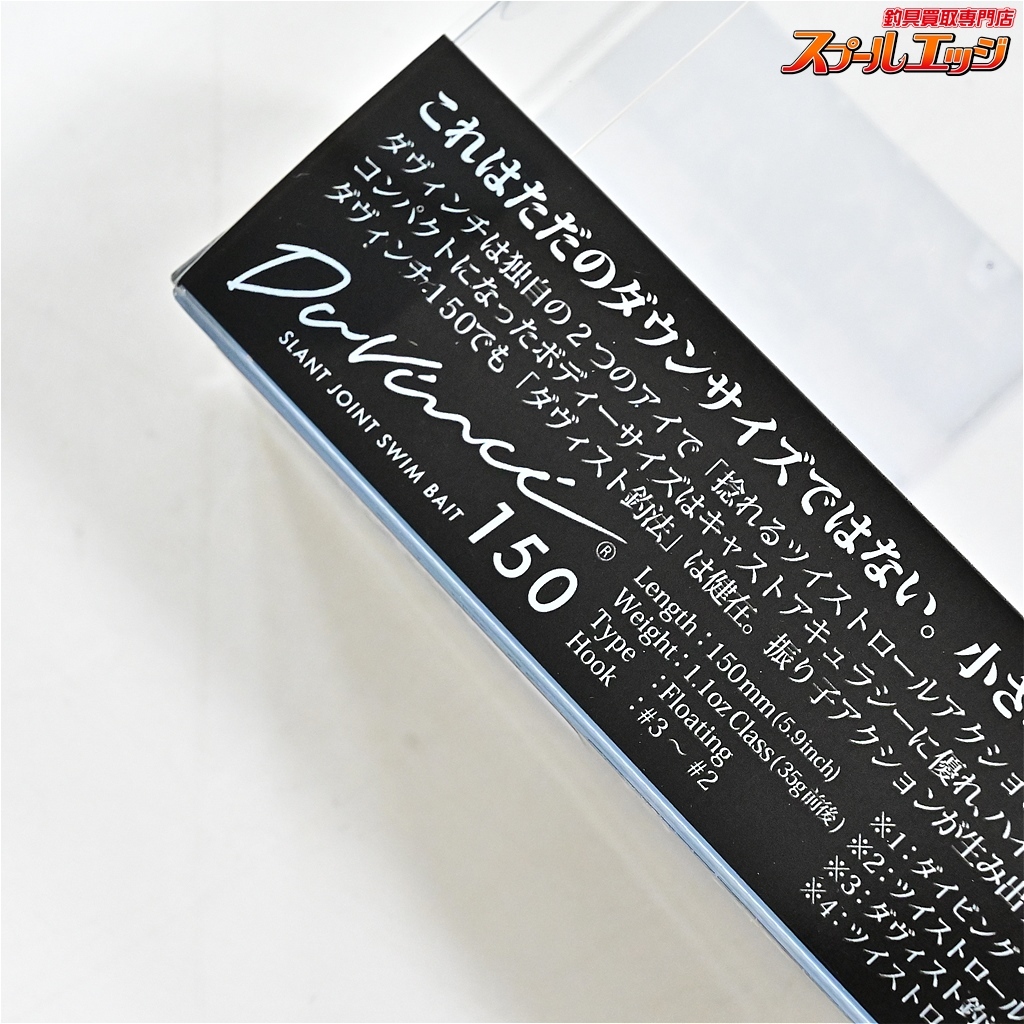 釣具買取専門店
スプールエッジ
これはただのダウンサイズではない。小さ
ダヴィンチは独自の2つのアイで「捻れるツイストロールアクショ
コンパクトになったボディーサイズはキャストアキュラシーに優れ、ハイ
ダヴィンチ150でも「ダヴィスト釣法」は健在。振り子アクションが生み出
DaVinci®
150
SLANT JOINT SWIM BAIT
Length : 150mm (5.9inch)
Weight : 1.1oz Class (35g前後)
Type : Floating
Hook : #3～#2
※1:ダイビング
※2:ツイストロール
※3:ダヴィスト釣
※4:ツイストロ